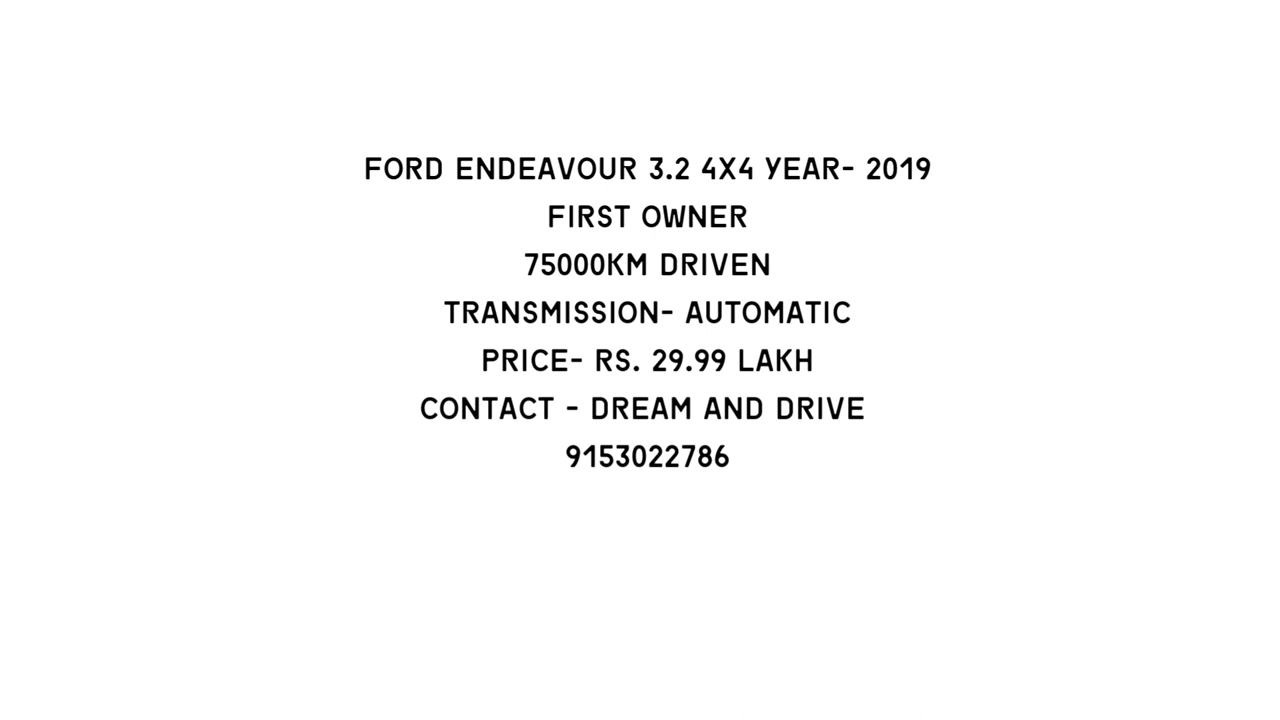 FORD ENDEAVOUR 3.2 4X4 YEAR- 2019
FIRST OWNER
75000KM DRIVEN
TRANSMISSION- AUTOMATIC
PRICE- RS. 29.99 LAKH
CONTACT - DREAM AND DRIVE
9153022786